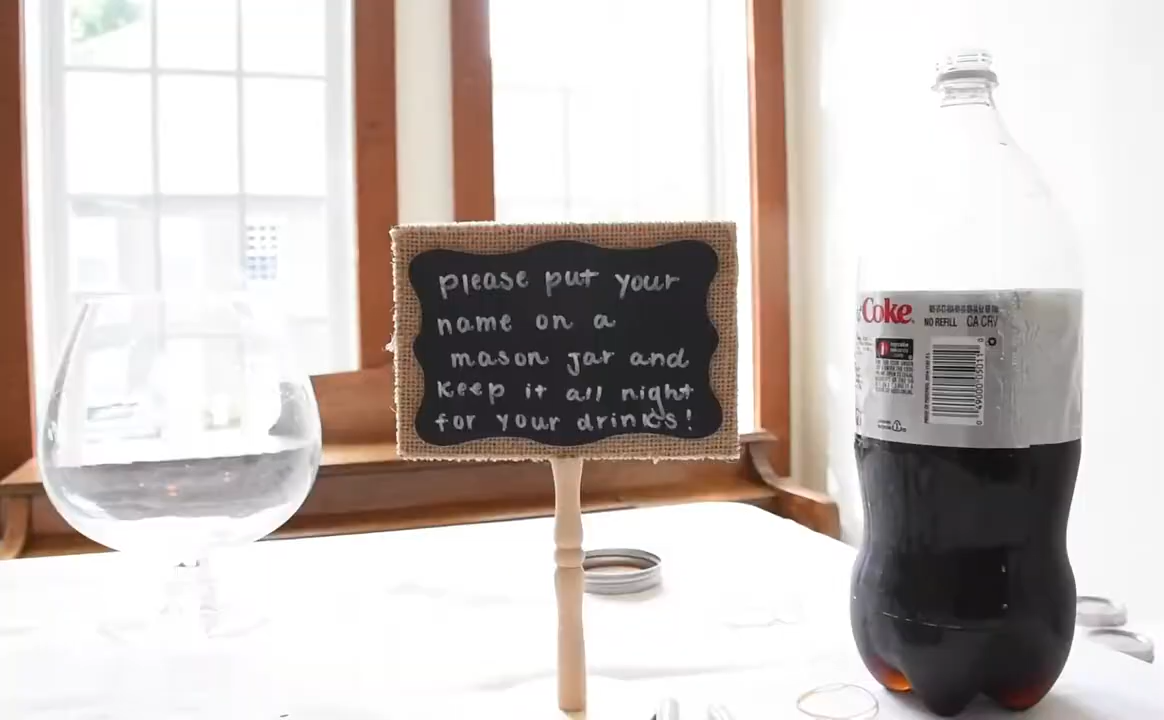 please put your
name on a
mason jar and
keep it all night
for your drinks!
Coke
NO REFILL CA CRV